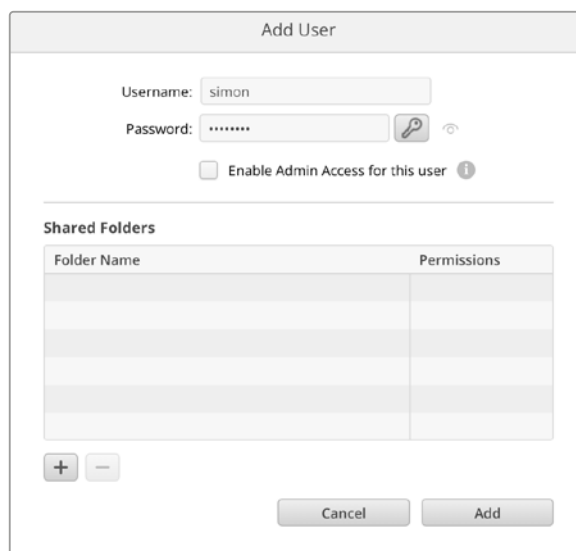 Add User
Username: simon
Password: ••••••••
Enable Admin Access for this user i
Shared Folders
Folder Name Permissions
+ −
Cancel Add